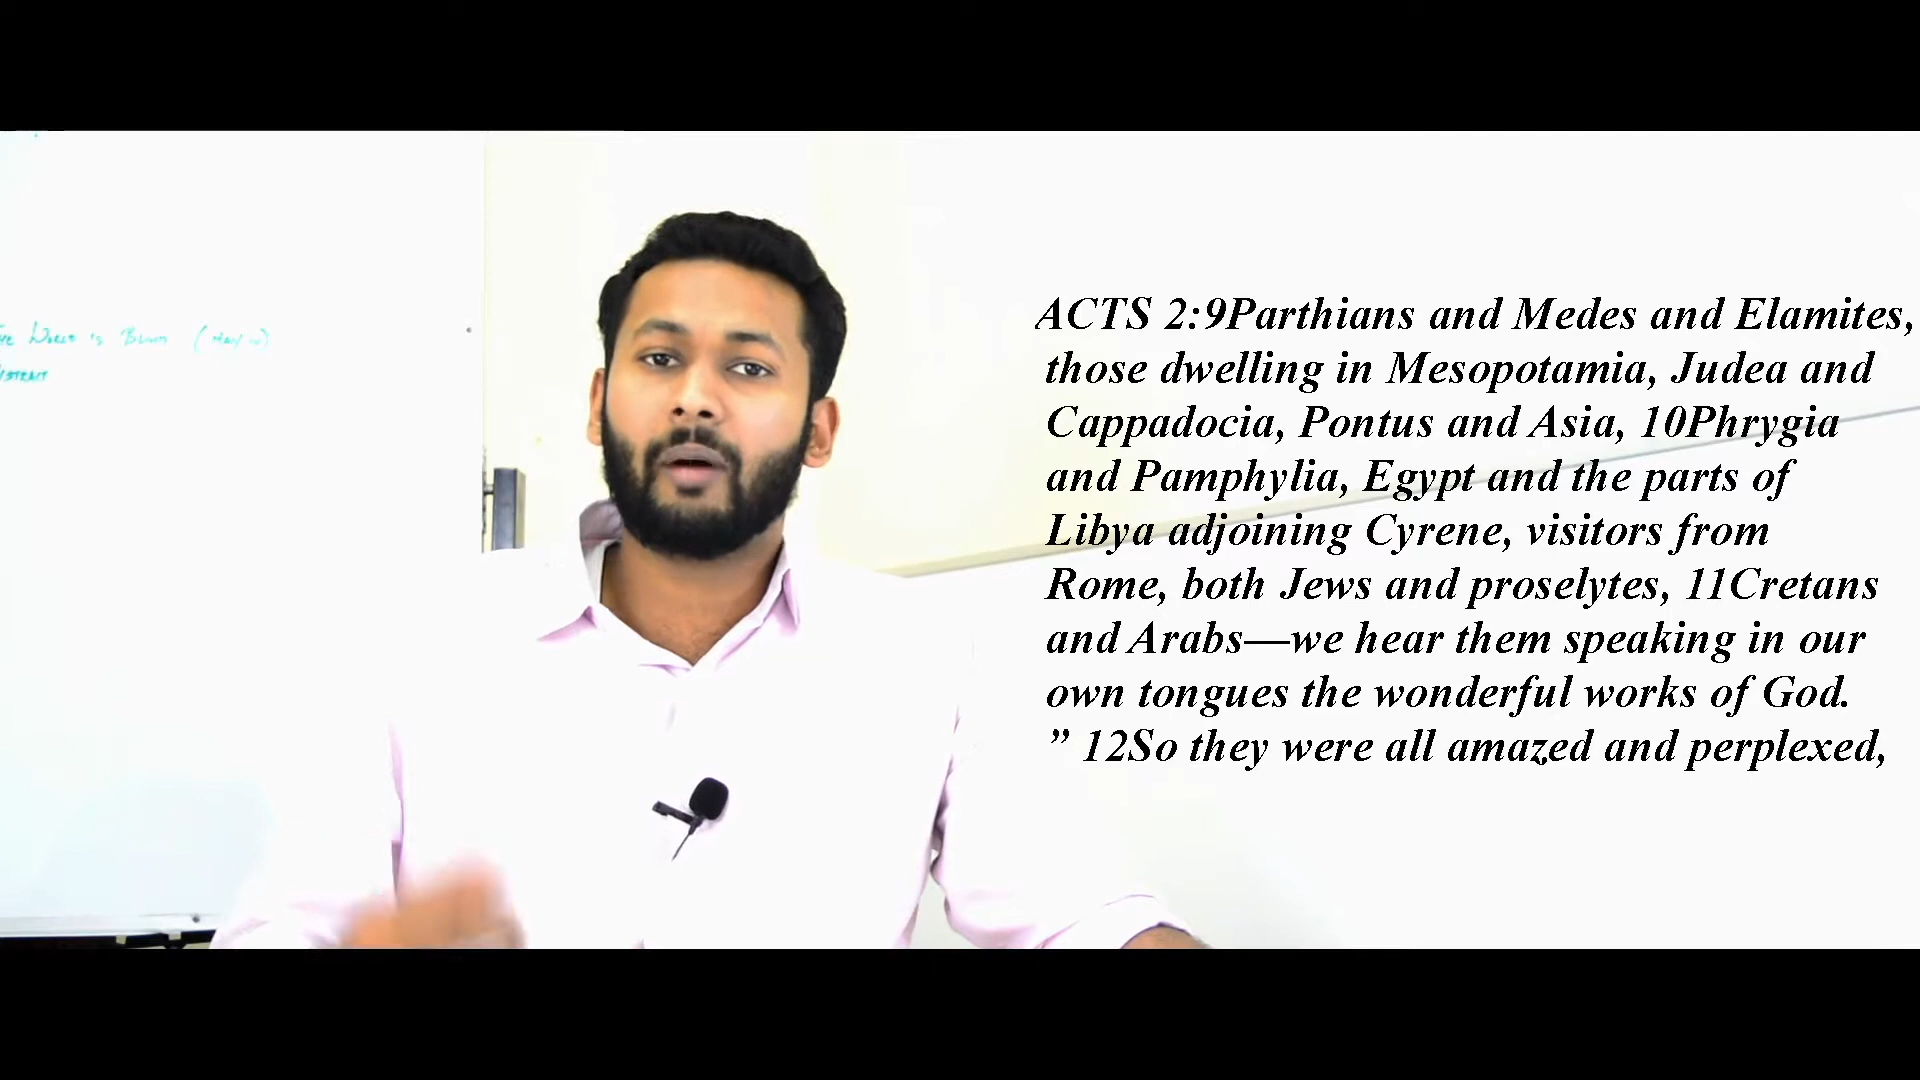 ACTS 2:9Parthians and Medes and Elamites,
those dwelling in Mesopotamia, Judea and
Cappadocia, Pontus and Asia, 10Phrygia
and Pamphylia, Egypt and the parts of
Libya adjoining Cyrene, visitors from
Rome, both Jews and proselytes, 11Cretans
and Arabs—we hear them speaking in our
own tongues the wonderful works of God.
” 12So they were all amazed and perplexed,